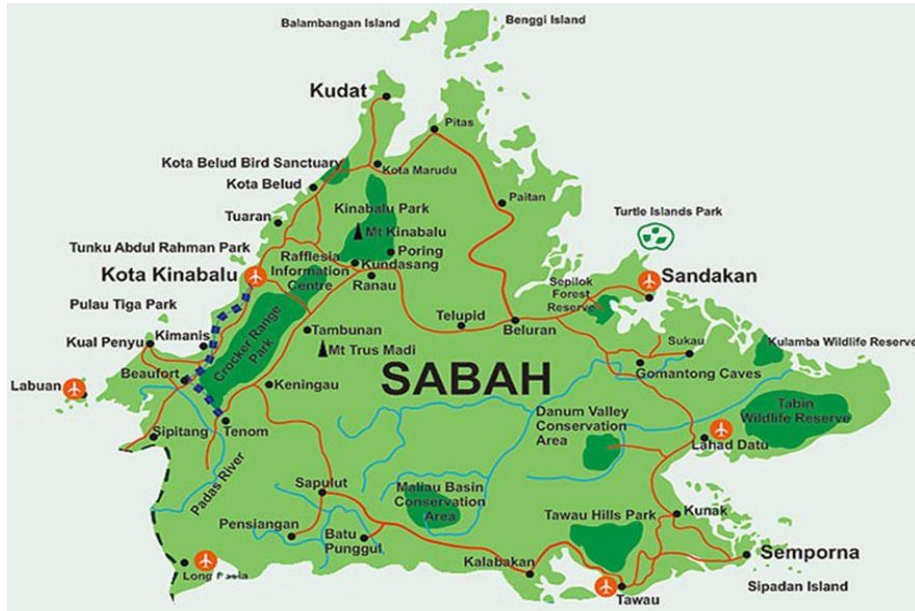 Balambangan Island
Benggi Island
Kudat
Pitas
Kota Belud Bird Sanctuary
Kota Marudu
Kota Belud
Paitan
Kinabalu Park
Tuaran
Turtle Islands Park
Mt Kinabalu
Tunku Abdul Rahman Park
Poring
Rafflesia
Information
Centre
Kundasang
Kota Kinabalu
Ranau
Sandakan
Sepilok
Forest
Reserve
Pulau Tiga Park
Telupid
Beluran
Kual Penyu
Kimanis
Crocker Range
Park
Tambunan
Mt Trus Madi
Sukau
Kulamba Wildlife Reserve
Gomantong Caves
Beaufort
Labuan
Keningau
SABAH
Danum Valley
Conservation
Area
Tabin
Wildlife Reserve
Sipitang
Tenom
Lahad Datu
Padas River
Sapulut
Maliau Basin
Conservation
Area
Pensiangan
Batu
Punggul
Tawau Hills Park
Kunak
Kalabakan
Semporna
Long
Sipadan Island
Tawau